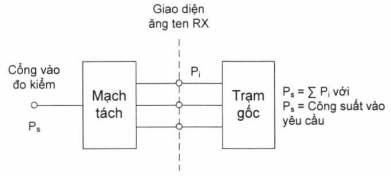 Giao diện
ăng ten RX
Cổng vào
đo kiểm
Pₛ
Mạch
tách
Pᵢ
Trạm
gốc
Pₛ = ∑ Pᵢ với
Pₛ = Công suất vào
yêu cầu